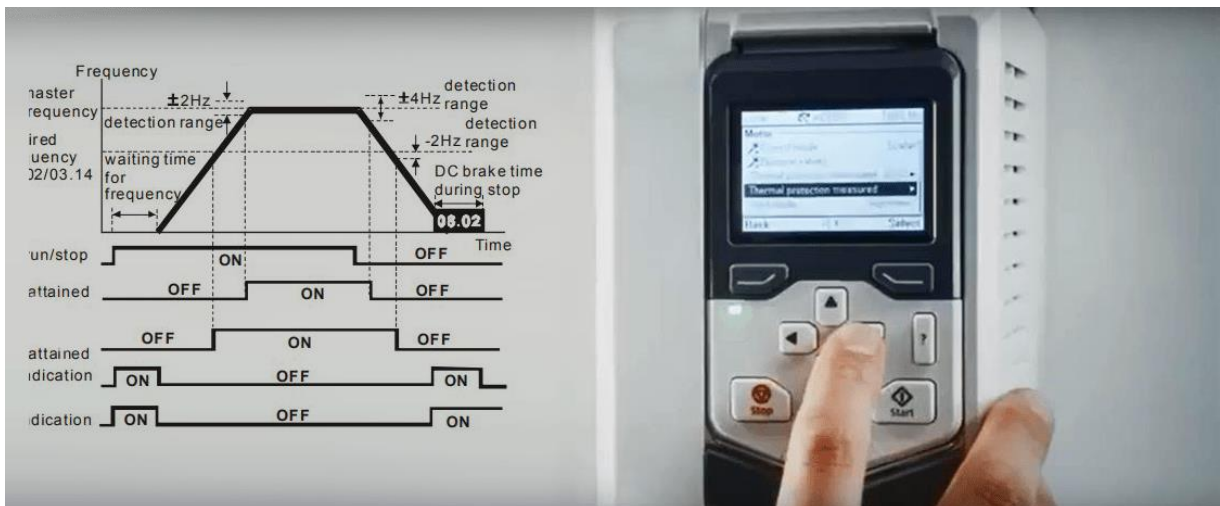 Frequency
naster
requency
±2Hz
detection range
±4Hz
detection
range
ired
uency
02/03.14
waiting time
for
frequency
detection
-2Hz range
DC brake time
during stop
08.02
Time
run/stop
ON
OFF
attained
OFF
ON
OFF
attained
OFF
ON
OFF
ndication
ON
OFF
ON
dication
ON
OFF
ON
Motor
Thermal protection measured
Back
Select
?
Stop
Start